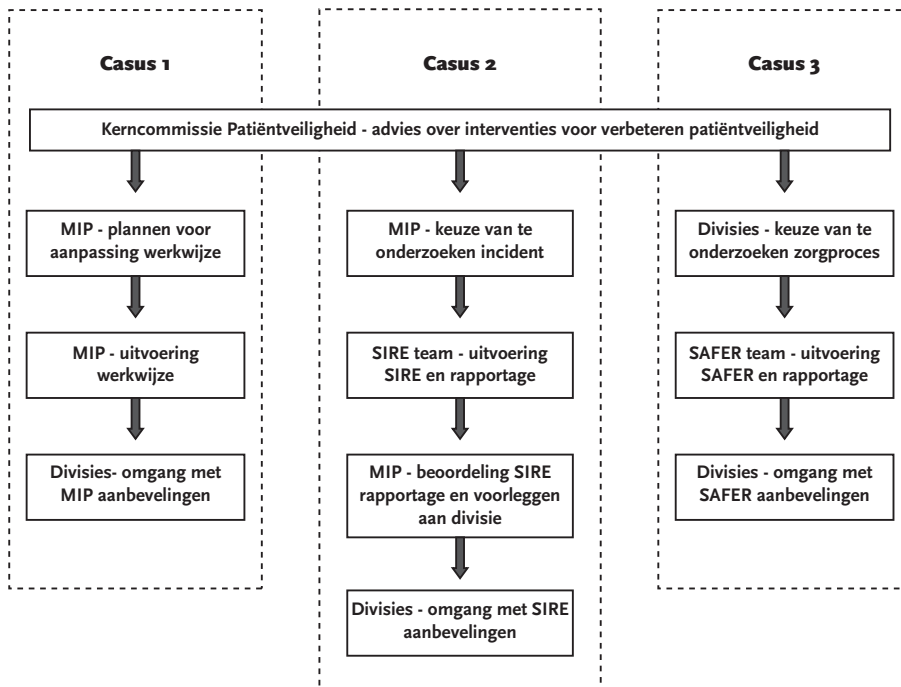 Casus 1
Casus 2
Casus 3
Kerncommissie Patiëntveiligheid - advies over interventies voor verbeteren patiëntveiligheid
MIP - plannen voor
aanpassing werkwijze
MIP - keuze van te
onderzoeken incident
Divisies - keuze van te
onderzoeken zorgproces
MIP - uitvoering
werkwijze
SIRE team - uitvoering
SIRE en rapportage
SAFER team - uitvoering
SAFER en rapportage
Divisies- omgang met
MIP aanbevelingen
MIP - beoordeling SIRE
rapportage en voorleggen
aan divisie
Divisies - omgang met
SAFER aanbevelingen
Divisies - omgang met SIRE
aanbevelingen